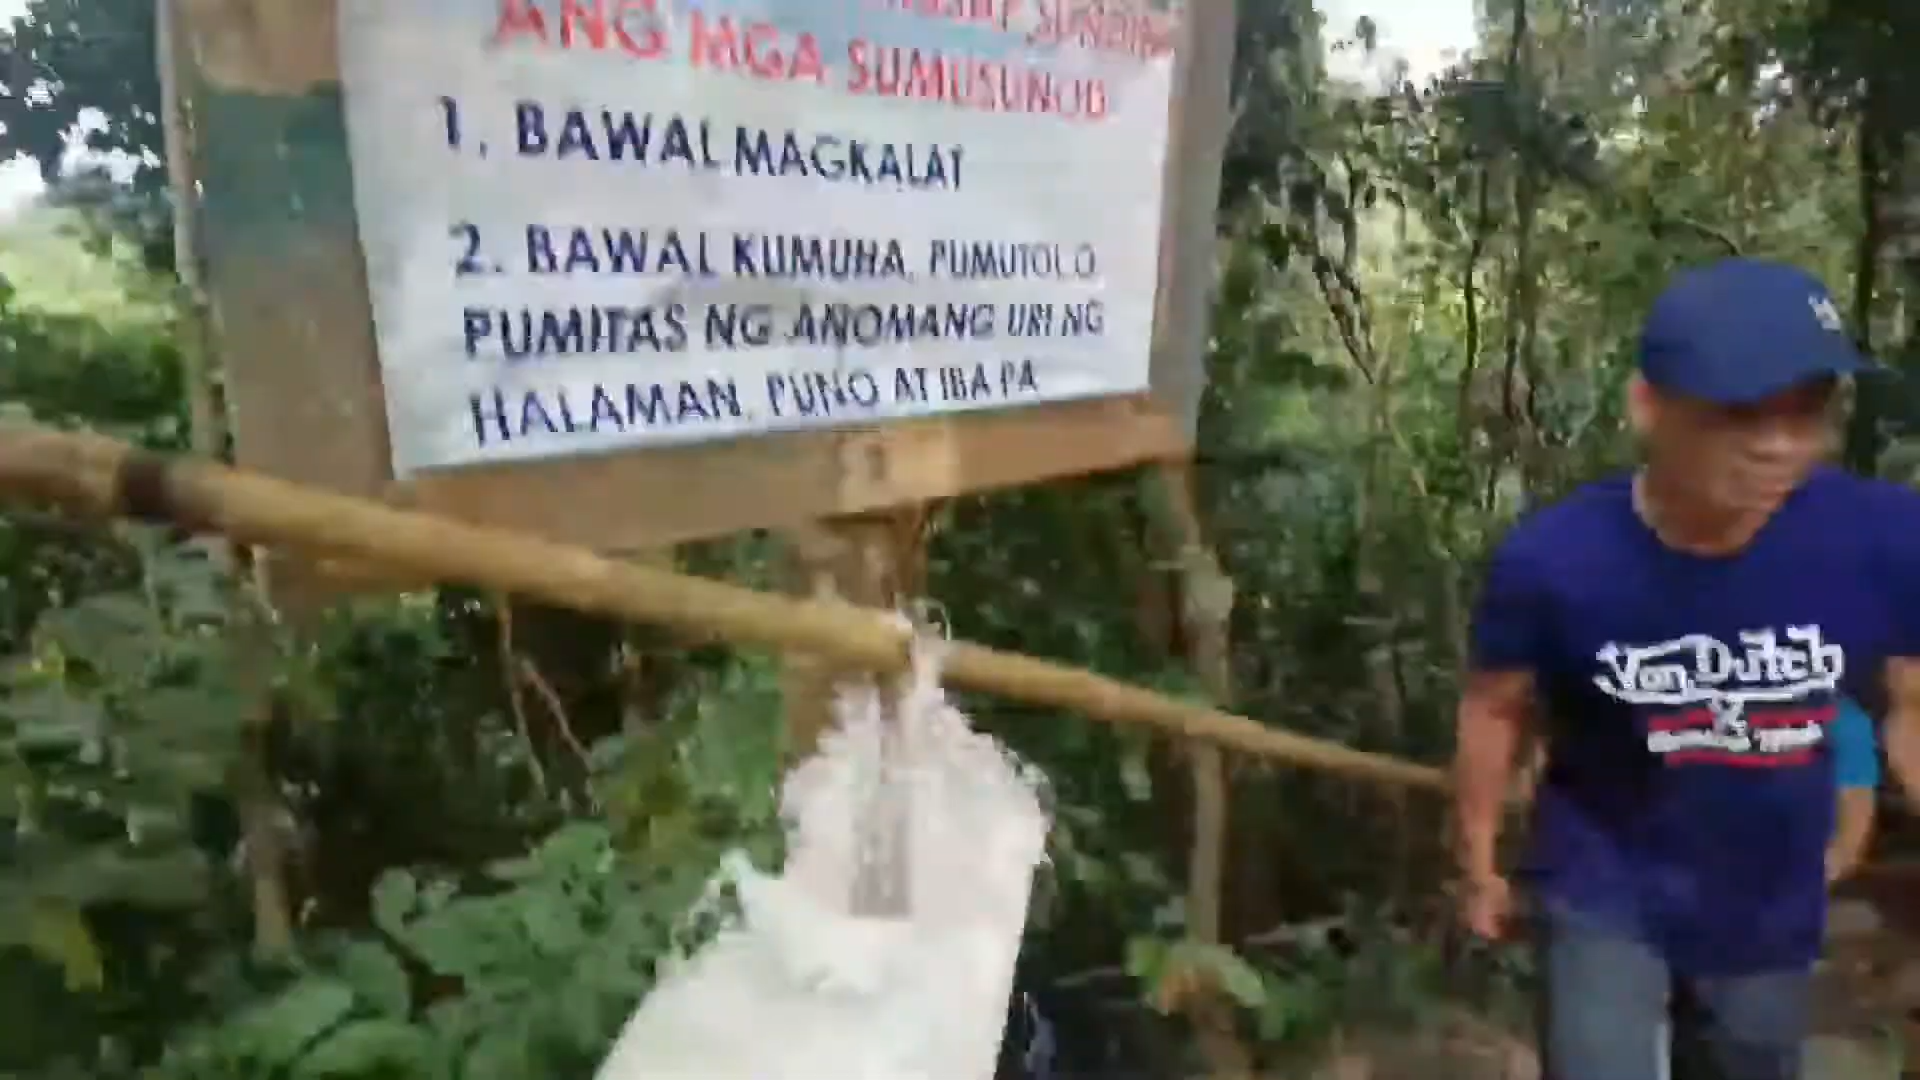 SUNDIN
ANG MGA SUMUSUNOD
1. BAWAL MAGKALAT
2. BAWAL KUMUHA, PUMUTOL O
PUMITAS NG ANOMANG URI NG
HALAMAN, PUNO AT IBA PA
Von Dutch